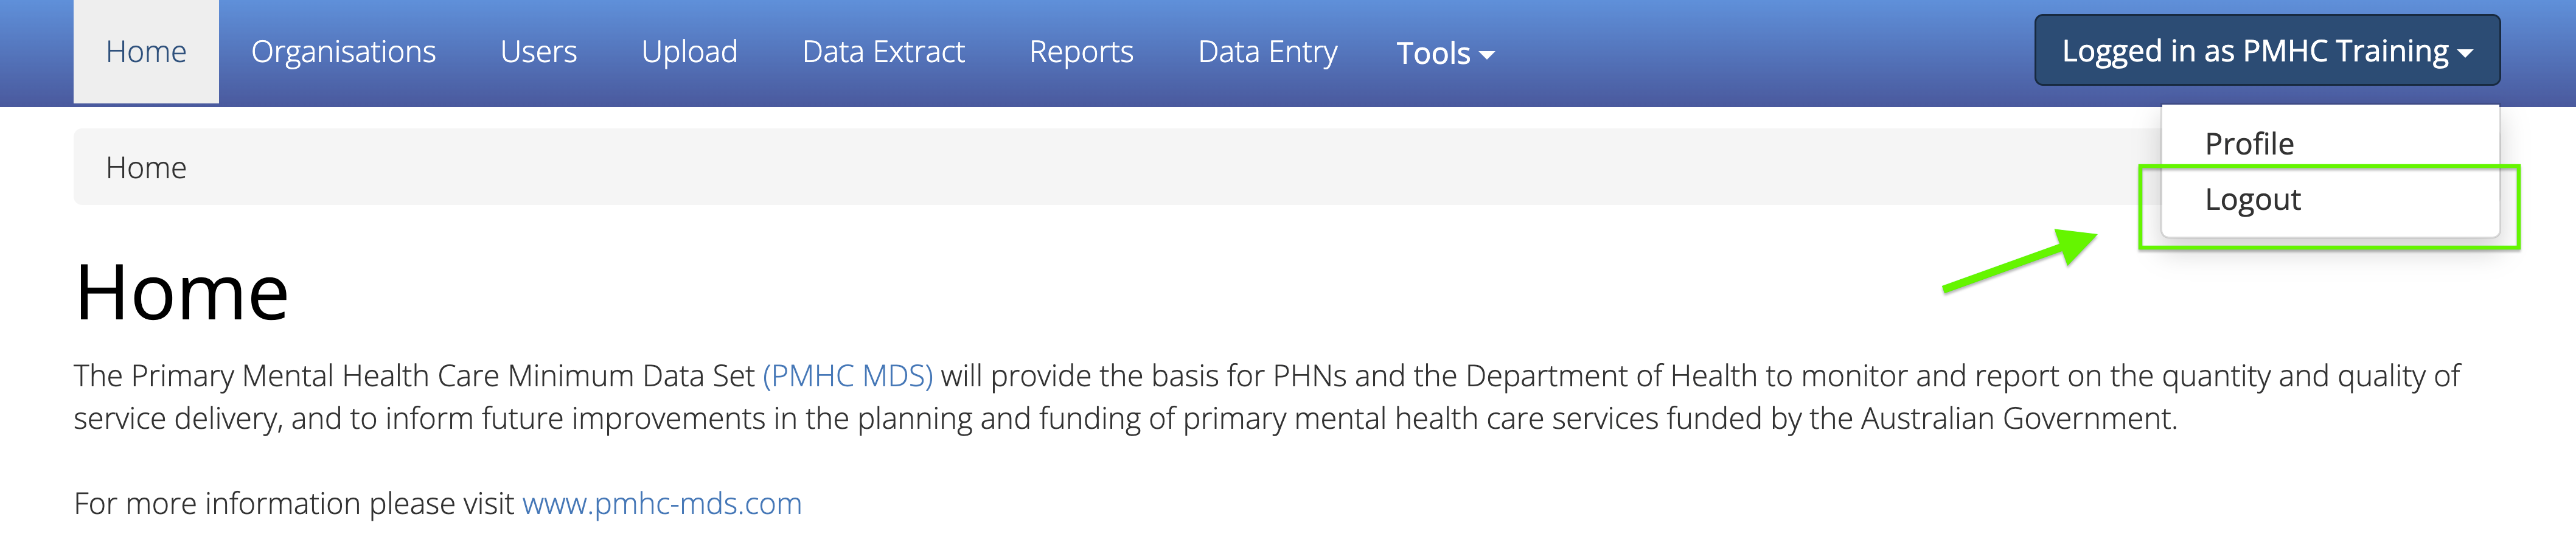 Home Organisations Users Upload Data Extract Reports Data Entry Tools Logged in as PMHC Training
Profile
Logout
Home
Home
The Primary Mental Health Care Minimum Data Set (PMHC MDS) will provide the basis for PHNs and the Department of Health to monitor and report on the quantity and quality of
service delivery, and to inform future improvements in the planning and funding of primary mental health care services funded by the Australian Government.
For more information please visit www.pmhc-mds.com